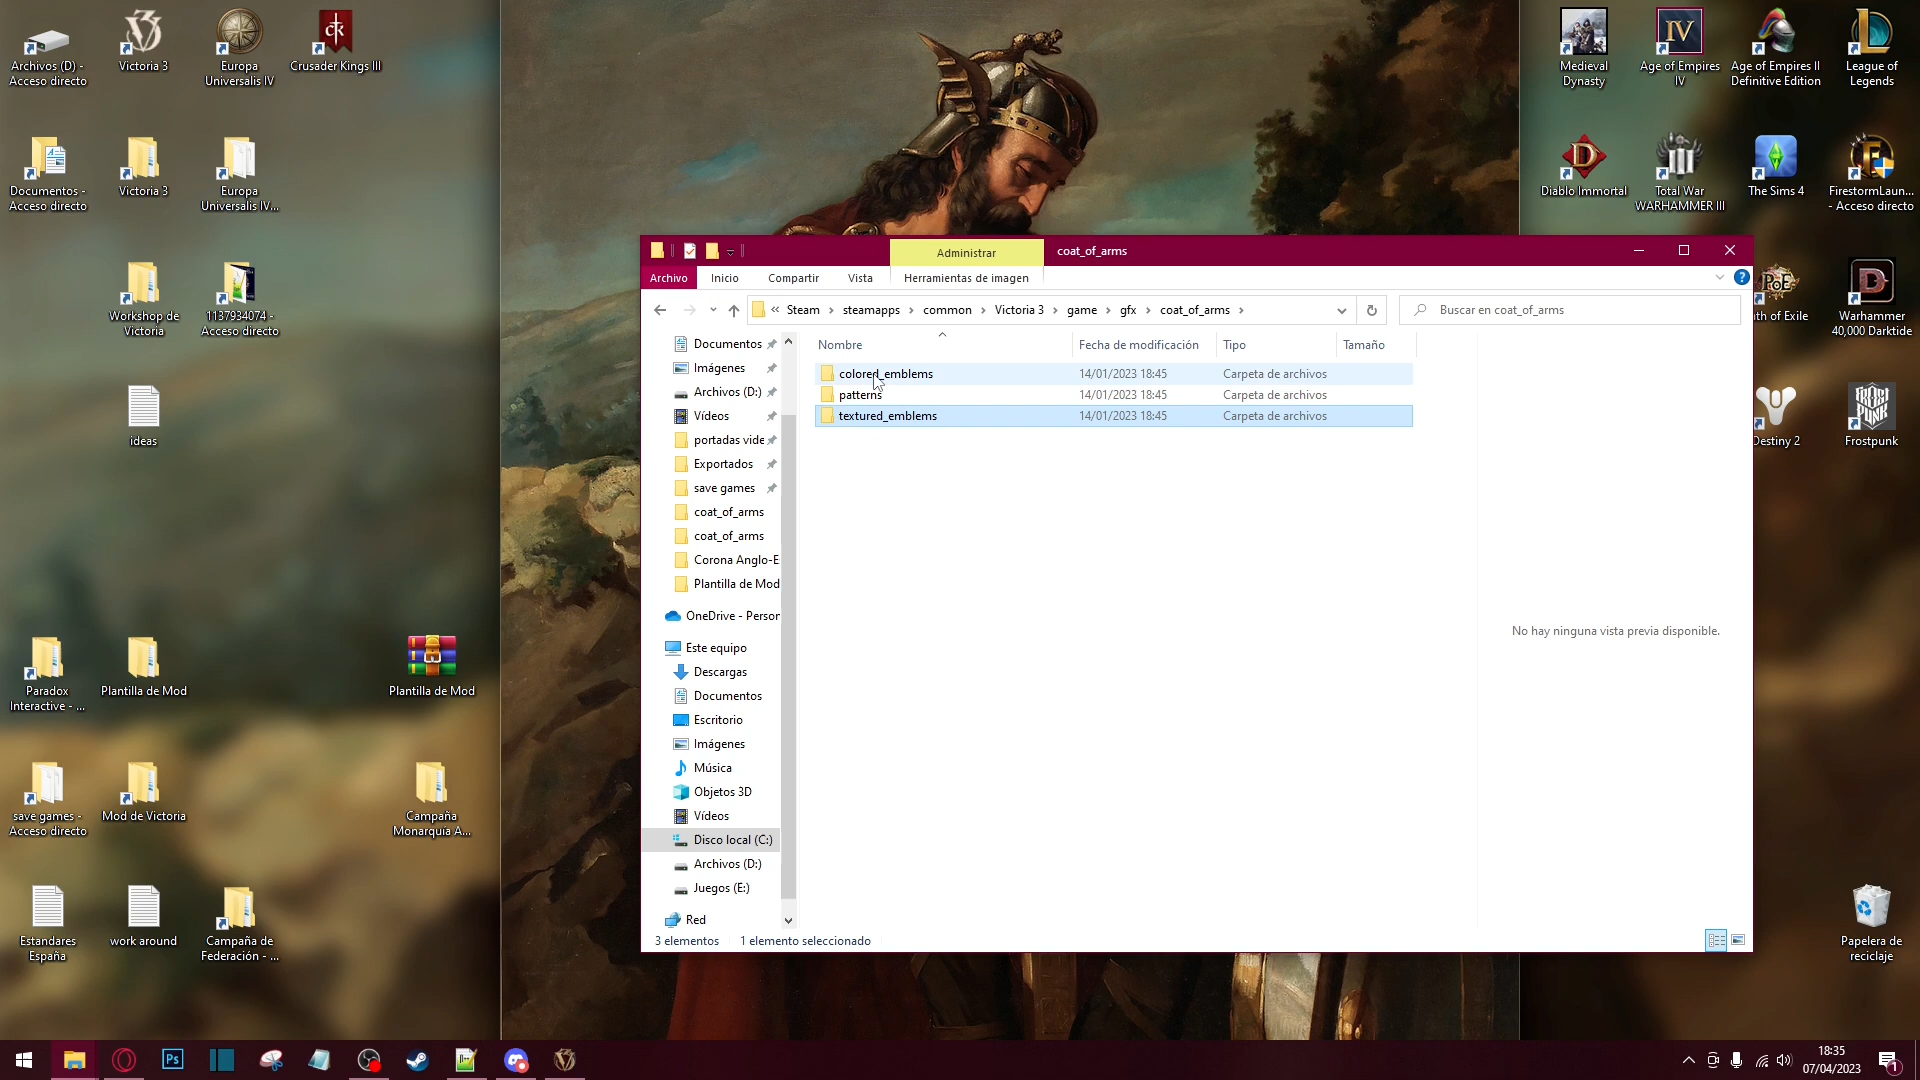 Archivos (D) -
Acceso directo
Victoria 3
Europa
Universalis IV
Crusader Kings III
Medieval
Dynasty
Age of Empires
IV
Age of Empires II
Definitive Edition
League of
Legends
Documentos -
Acceso directo
Victoria 3
Europa
Universalis IV...
Diablo Immortal
Total War
WARHAMMER III
The Sims 4
FirestormLaun...
- Acceso directo
Workshop de
Victoria
1137934074 -
Acceso directo
th of Exile
Warhammer
40,000 Darktide
ideas
Destiny 2
FROST
PUNK
Frostpunk
Paradox
Interactive - ...
Plantilla de Mod
Plantilla de Mod
save games -
Acceso directo
Mod de Victoria
Campaña
Monarquia A...
Estandares
España
work around
Campaña de
Federación - ...
Papelera de
reciclaje
Administrar
coat_of_arms
Archivo
Inicio
Compartir
Vista
Herramientas de imagen
« Steam › steamapps › common › Victoria 3 › game › gfx › coat_of_arms ›
Buscar en coat_of_arms
Nombre
Fecha de modificación
Tipo
Tamaño
colored_emblems 14/01/2023 18:45 Carpeta de archivos
patterns 14/01/2023 18:45 Carpeta de archivos
textured_emblems 14/01/2023 18:45 Carpeta de archivos
Documentos
Imágenes
Archivos (D:)
Vídeos
portadas vide
Exportados
save games
coat_of_arms
coat_of_arms
Corona Anglo-E
Plantilla de Mod
OneDrive - Person
Este equipo
Descargas
Documentos
Escritorio
Imágenes
Música
Objetos 3D
Vídeos
Disco local (C:)
Archivos (D:)
Juegos (E:)
Red
No hay ninguna vista previa disponible.
3 elementos
1 elemento seleccionado
Ps
18:35
07/04/2023
1